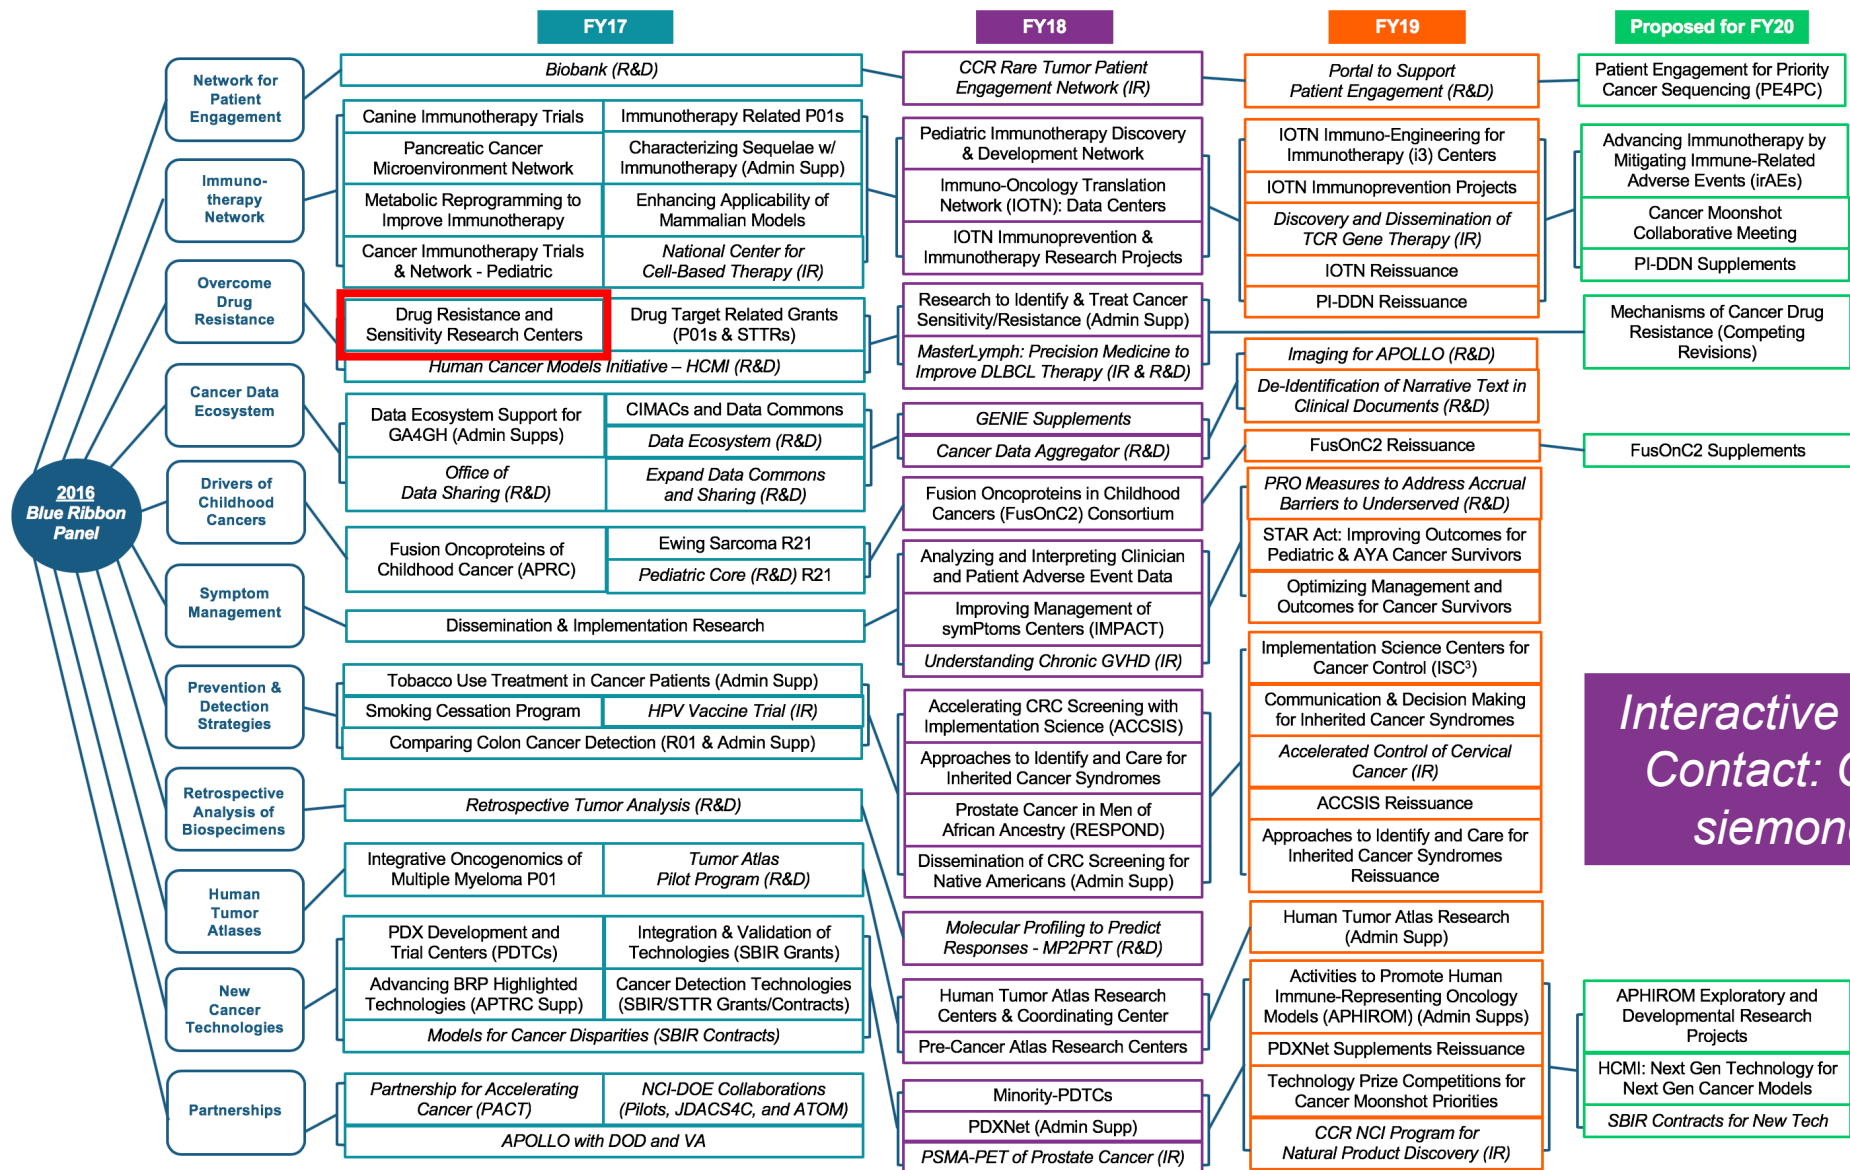 FY17
FY18
FY19
Proposed for FY20
2016
Blue Ribbon
Panel
Network for
Patient
Engagement
Immuno-
therapy
Network
Overcome
Drug
Resistance
Cancer Data
Ecosystem
Drivers of
Childhood
Cancers
Symptom
Management
Prevention &
Detection
Strategies
Retrospective
Analysis of
Biospecimens
Human
Tumor
Atlases
New
Cancer
Technologies
Partnerships
Biobank (R&D)
Canine Immunotherapy Trials
Immunotherapy Related P01s
Pancreatic Cancer
Microenvironment Network
Characterizing Sequelae w/
Immunotherapy (Admin Supp)
Metabolic Reprogramming to
Improve Immunotherapy
Enhancing Applicability of
Mammalian Models
Cancer Immunotherapy Trials
& Network - Pediatric
National Center for
Cell-Based Therapy (IR)
Drug Resistance and
Sensitivity Research Centers
Drug Target Related Grants
(P01s & STTRs)
Human Cancer Models Initiative – HCMI (R&D)
Data Ecosystem Support for
GA4GH (Admin Supps)
CIMACs and Data Commons
Data Ecosystem (R&D)
Office of
Data Sharing (R&D)
Expand Data Commons
and Sharing (R&D)
Fusion Oncoproteins of
Childhood Cancer (APRC)
Ewing Sarcoma R21
Pediatric Core (R&D) R21
Dissemination & Implementation Research
Tobacco Use Treatment in Cancer Patients (Admin Supp)
Smoking Cessation Program
HPV Vaccine Trial (IR)
Comparing Colon Cancer Detection (R01 & Admin Supp)
Retrospective Tumor Analysis (R&D)
Integrative Oncogenomics of
Multiple Myeloma P01
Tumor Atlas
Pilot Program (R&D)
PDX Development and
Trial Centers (PDTCs)
Integration & Validation of
Technologies (SBIR Grants)
Advancing BRP Highlighted
Technologies (APTRC Supp)
Cancer Detection Technologies
(SBIR/STTR Grants/Contracts)
Models for Cancer Disparities (SBIR Contracts)
Partnership for Accelerating
Cancer (PACT)
NCI-DOE Collaborations
(Pilots, JDACS4C, and ATOM)
APOLLO with DOD and VA
CCR Rare Tumor Patient
Engagement Network (IR)
Pediatric Immunotherapy Discovery
& Development Network
Immuno-Oncology Translation
Network (IOTN): Data Centers
IOTN Immunoprevention &
Immunotherapy Research Projects
Research to Identify & Treat Cancer
Sensitivity/Resistance (Admin Supp)
MasterLymph: Precision Medicine to
Improve DLBCL Therapy (IR & R&D)
GENIE Supplements
Cancer Data Aggregator (R&D)
Fusion Oncoproteins in Childhood
Cancers (FusOnC2) Consortium
Analyzing and Interpreting Clinician
and Patient Adverse Event Data
Improving Management of
symPtoms Centers (IMPACT)
Understanding Chronic GVHD (IR)
Accelerating CRC Screening with
Implementation Science (ACCSIS)
Approaches to Identify and Care for
Inherited Cancer Syndromes
Prostate Cancer in Men of
African Ancestry (RESPOND)
Dissemination of CRC Screening for
Native Americans (Admin Supp)
Molecular Profiling to Predict
Responses - MP2PRT (R&D)
Human Tumor Atlas Research
Centers & Coordinating Center
Pre-Cancer Atlas Research Centers
Minority-PDTCs
PDXNet (Admin Supp)
PSMA-PET of Prostate Cancer (IR)
Portal to Support
Patient Engagement (R&D)
IOTN Immuno-Engineering for
Immunotherapy (i3) Centers
IOTN Immunoprevention Projects
Discovery and Dissemination of
TCR Gene Therapy (IR)
IOTN Reissuance
PI-DDN Reissuance
Imaging for APOLLO (R&D)
De-Identification of Narrative Text in
Clinical Documents (R&D)
FusOnC2 Reissuance
PRO Measures to Address Accrual
Barriers to Underserved (R&D)
STAR Act: Improving Outcomes for
Pediatric & AYA Cancer Survivors
Optimizing Management and
Outcomes for Cancer Survivors
Implementation Science Centers for
Cancer Control (ISC³)
Communication & Decision Making
for Inherited Cancer Syndromes
Accelerated Control of Cervical
Cancer (IR)
ACCSIS Reissuance
Approaches to Identify and Care for
Inherited Cancer Syndromes
Reissuance
Human Tumor Atlas Research
(Admin Supp)
Activities to Promote Human
Immune-Representing Oncology
Models (APHIROM) (Admin Supps)
PDXNet Supplements Reissuance
Technology Prize Competitions for
Cancer Moonshot Priorities
CCR NCI Program for
Natural Product Discovery (IR)
Patient Engagement for Priority
Cancer Sequencing (PE4PC)
Advancing Immunotherapy by
Mitigating Immune-Related
Adverse Events (irAEs)
Cancer Moonshot
Collaborative Meeting
PI-DDN Supplements
Mechanisms of Cancer Drug
Resistance (Competing
Revisions)
FusOnC2 Supplements
APHIROM Exploratory and
Developmental Research
Projects
HCMI: Next Gen Technology for
Next Gen Cancer Models
SBIR Contracts for New Tech
Interactive
Contact: